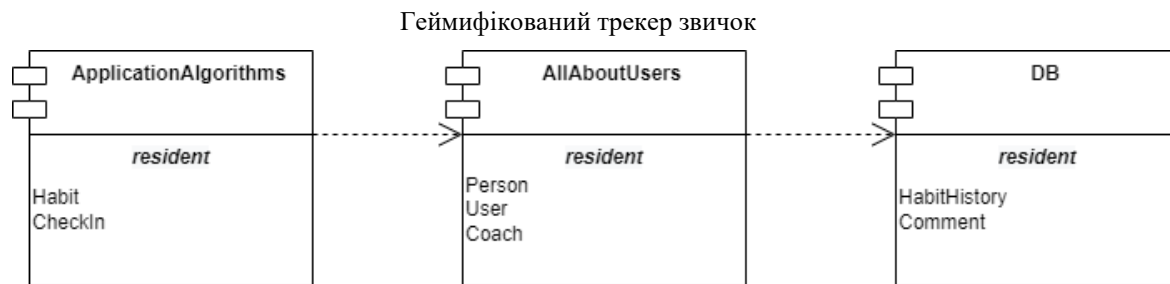 Геймифікований трекер звичок
ApplicationAlgorithms
resident
Habit
CheckIn
AllAboutUsers
resident
Person
User
Coach
DB
resident
HabitHistory
Comment